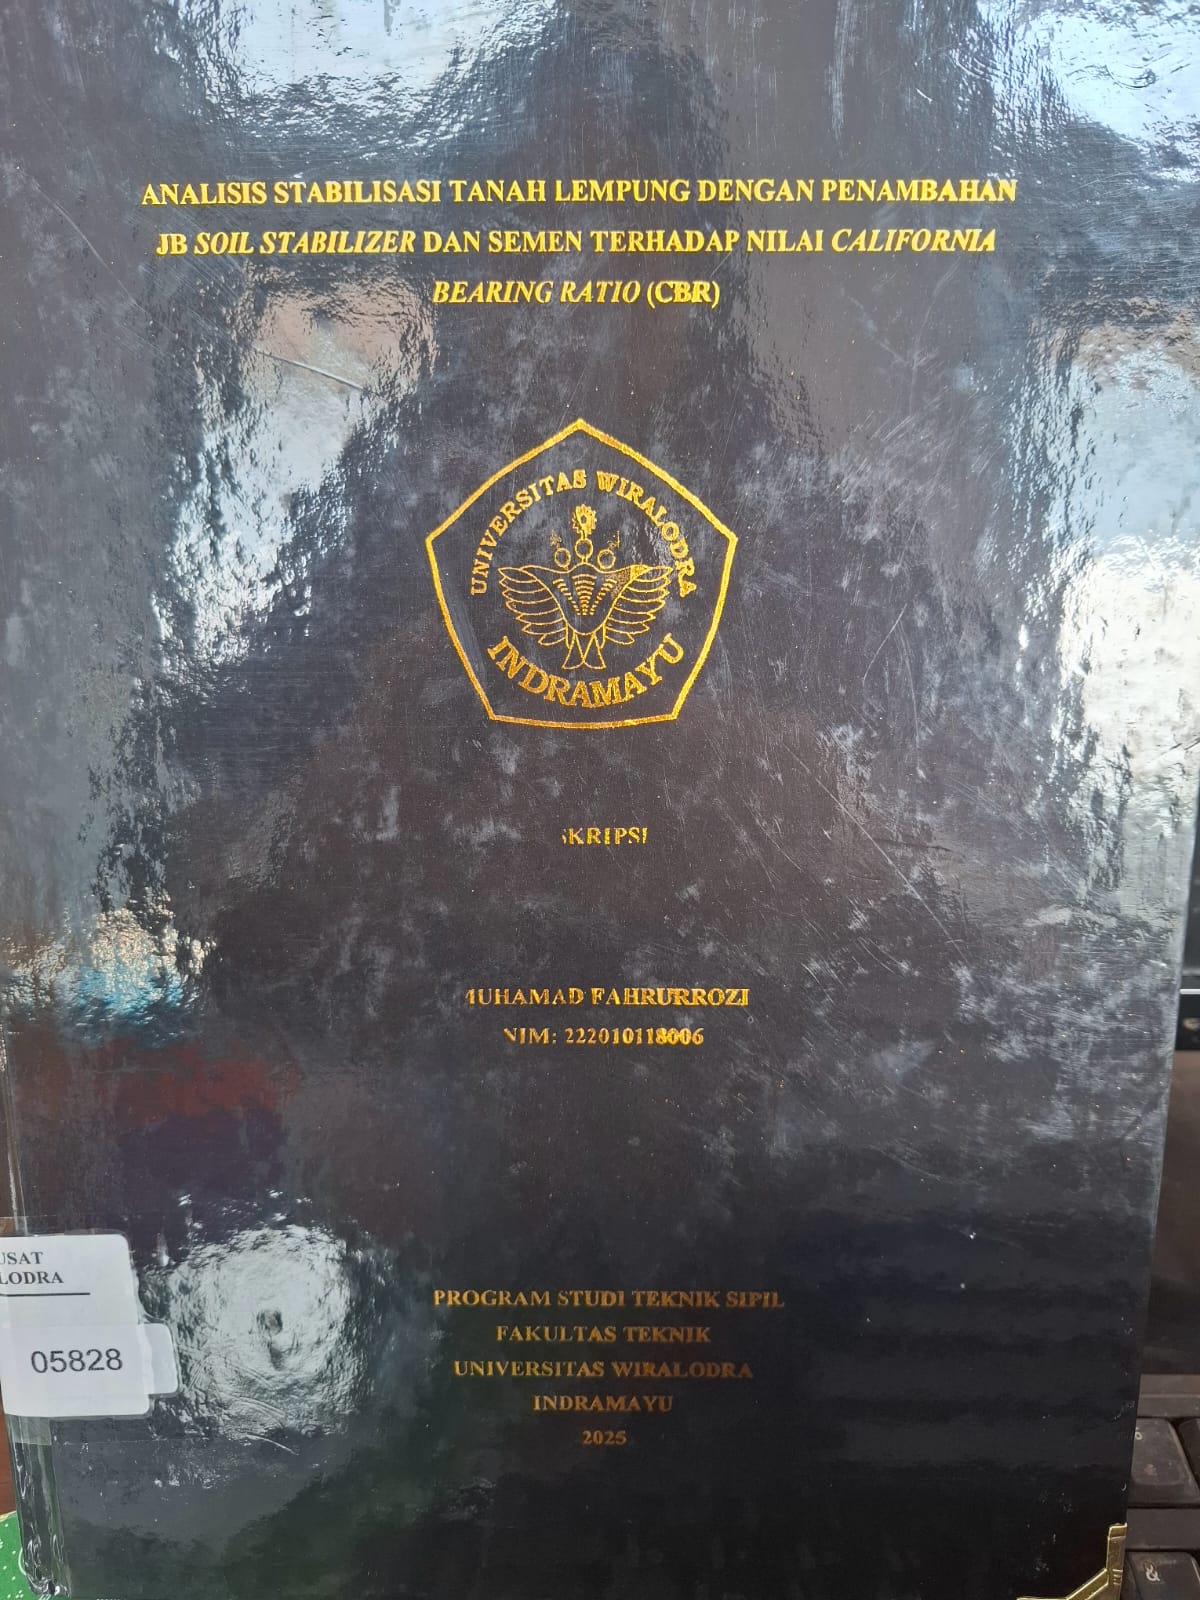 ANALISIS STABILISASI TANAH LEMPUNG DENGAN PENAMBAHAN
JB SOIL STABILIZER DAN SEMEN TERHADAP NILAI CALIFORNIA
BEARING RATIO (CBR)
UNIVERSITAS WIRALODRA
INDRAMAYU
SKRIPSI
MUHAMAD FAHRURROZI
NIM: 222010118006
USAT
LODRA
05828
PROGRAM STUDI TEKNIK SIPIL
FAKULTAS TEKNIK
UNIVERSITAS WIRALODRA
INDRAMAYU
2025
&